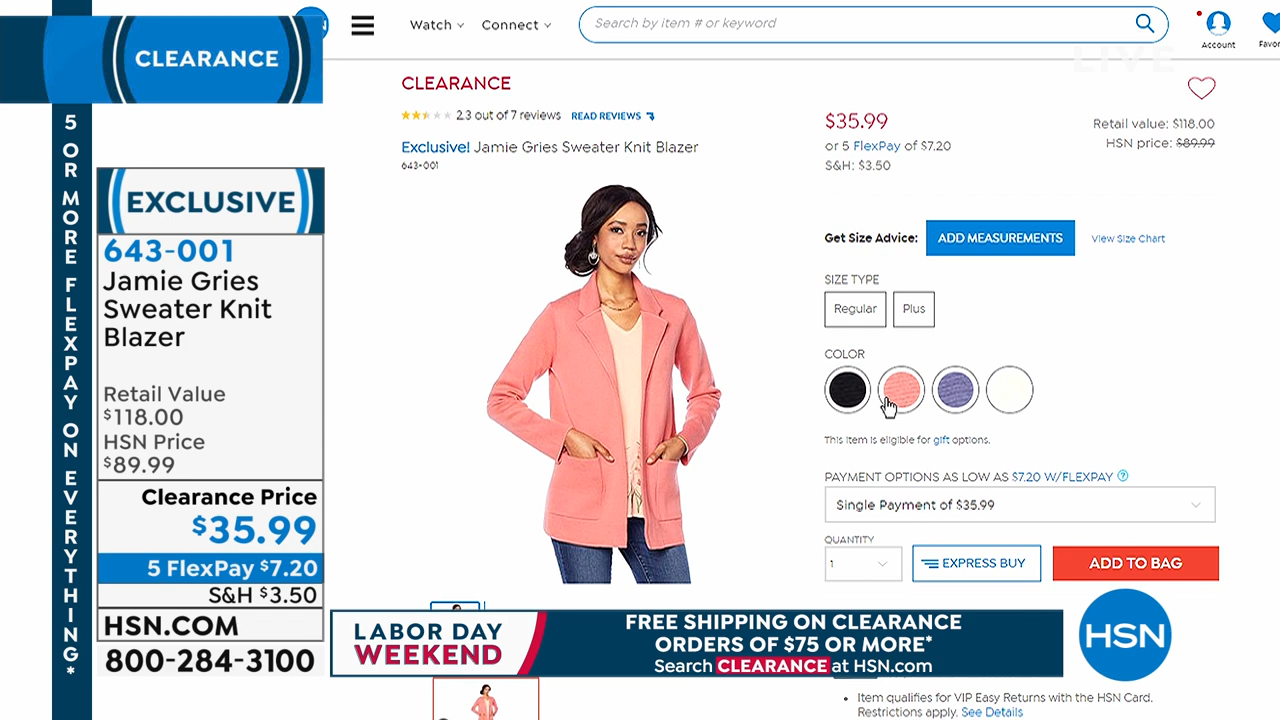 CLEARANCE
5 OR MORE FLEXPAY ON EVERYTHING*
EXCLUSIVE
643-001
Jamie Gries
Sweater Knit
Blazer
Retail Value
$118.00
HSN Price
$89.99
Clearance Price
$35.99
5 FlexPay $7.20
S&H $3.50
HSN.COM
800-284-3100
Watch
Connect
Search by item # or keyword
Account
LIVE
CLEARANCE
2.3 out of 7 reviews READ REVIEWS
Exclusive! Jamie Gries Sweater Knit Blazer
643-001
$35.99
or 5 FlexPay of $7.20
S&H: $3.50
Retail value: $118.00
HSN price: $89.99
Get Size Advice: ADD MEASUREMENTS View Size Chart
SIZE TYPE
Regular Plus
COLOR
This item is eligible for gift options.
PAYMENT OPTIONS AS LOW AS $7.20 W/FLEXPAY ?
Single Payment of $35.99
QUANTITY
1 EXPRESS BUY ADD TO BAG
LABOR DAY
WEEKEND
FREE SHIPPING ON CLEARANCE
ORDERS OF $75 OR MORE*
Search CLEARANCE at HSN.com
HSN
• Item qualifies for VIP Easy Returns with the HSN Card.
Restrictions apply. See Details